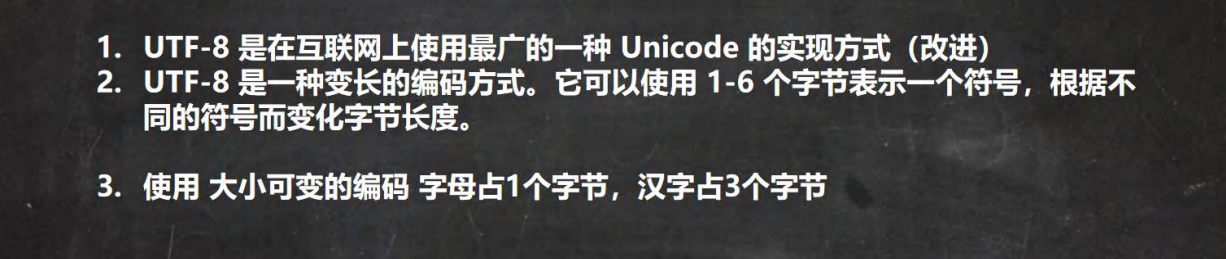 1. UTF-8 是在互联网上使用最广的一种 Unicode 的实现方式（改进）
2. UTF-8 是一种变长的编码方式。它可以使用 1-6 个字节表示一个符号，根据不
同的符号而变化字节长度。
3. 使用 大小可变的编码 字母占1个字节，汉字占3个字节